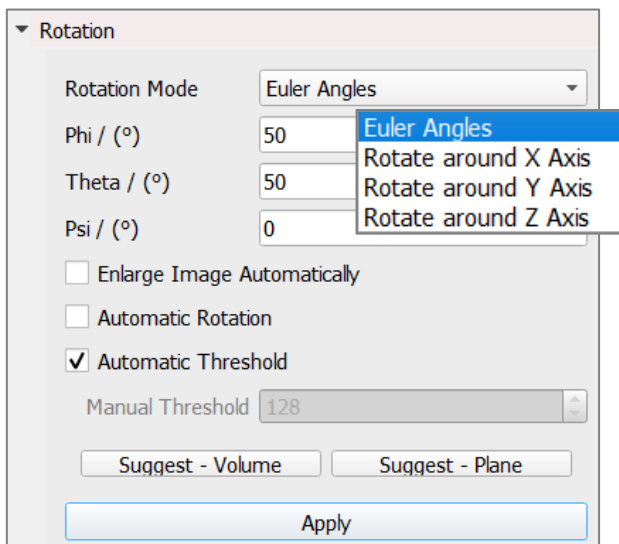 Rotation
Rotation Mode Euler Angles
Phi / (°) 50 Euler Angles
Rotate around X Axis
Theta / (°) 50 Rotate around Y Axis
Psi / (°) 0 Rotate around Z Axis
Enlarge Image Automatically
Automatic Rotation
Automatic Threshold
Manual Threshold 128
Suggest - Volume Suggest - Plane
Apply